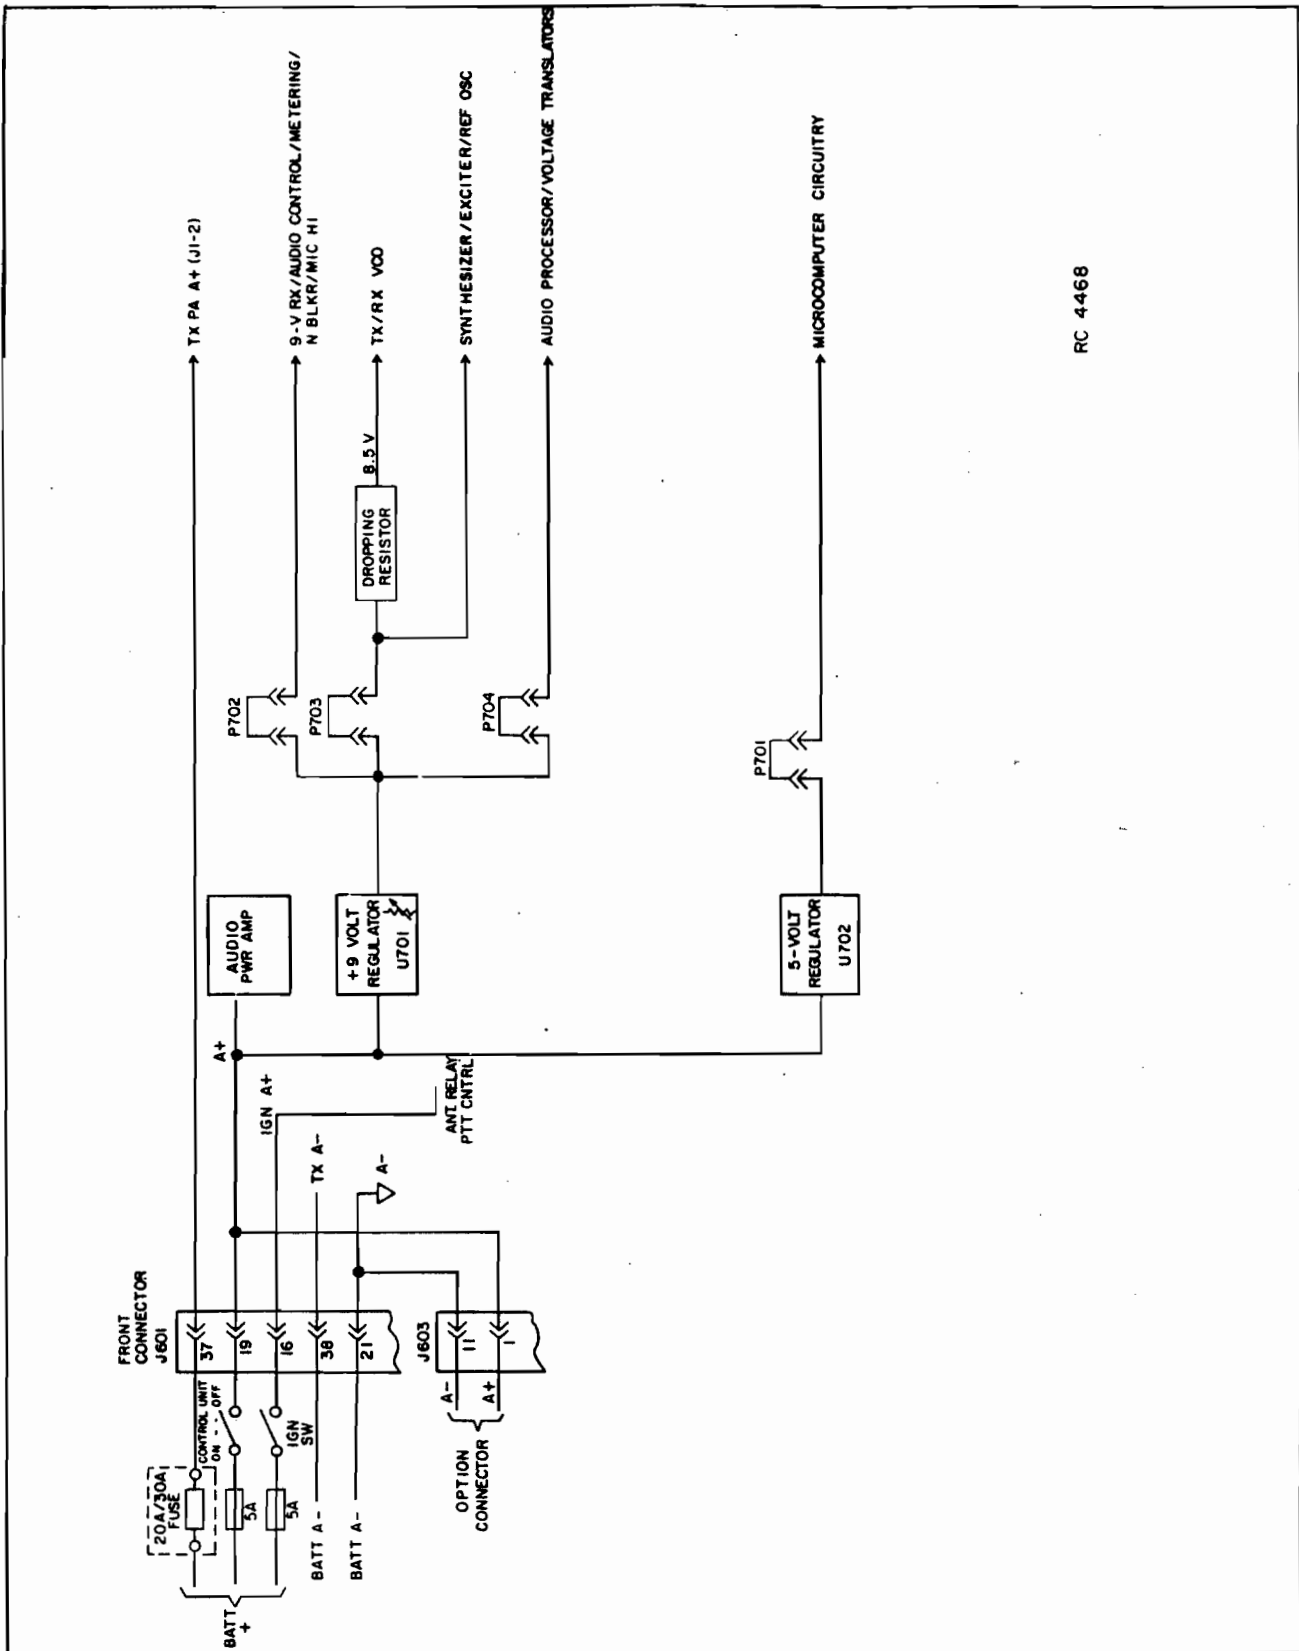 BATT
+
20A/30A
FUSE
5A
5A
CONTROL UNIT
ON - - OFF
IGN
SW
BATT A-
BATT A-
FRONT
CONNECTOR
J601
37
19
16
38
21
OPTION
CONNECTOR
A-
A+
J603
11
1
TX A-
A-
IGN A+
ANT. RELAY
PTT CNTRL
A+
AUDIO
PWR AMP
+9 VOLT
REGULATOR
U701
5-VOLT
REGULATOR
U702
P702
P703
P704
P701
DROPPING
RESISTOR
8.5 V
TX PA A+ (J1-2)
9-V RX/AUDIO CONTROL/METERING/
N BLKR/MIC HI
TX/RX VCO
SYNTHESIZER/EXCITER/REF OSC
AUDIO PROCESSOR/VOLTAGE TRANSLATORS
MICROCOMPUTER CIRCUITRY
RC 4468